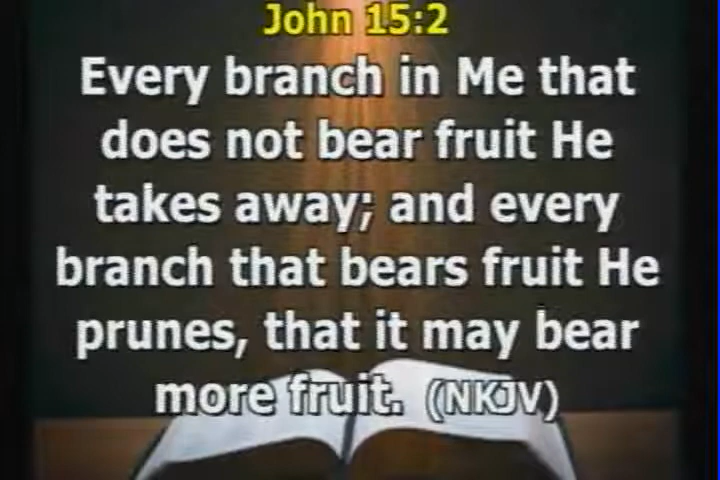 John 15:2
Every branch in Me that
does not bear fruit He
takes away; and every
branch that bears fruit He
prunes, that it may bear
more fruit. (NKJV)